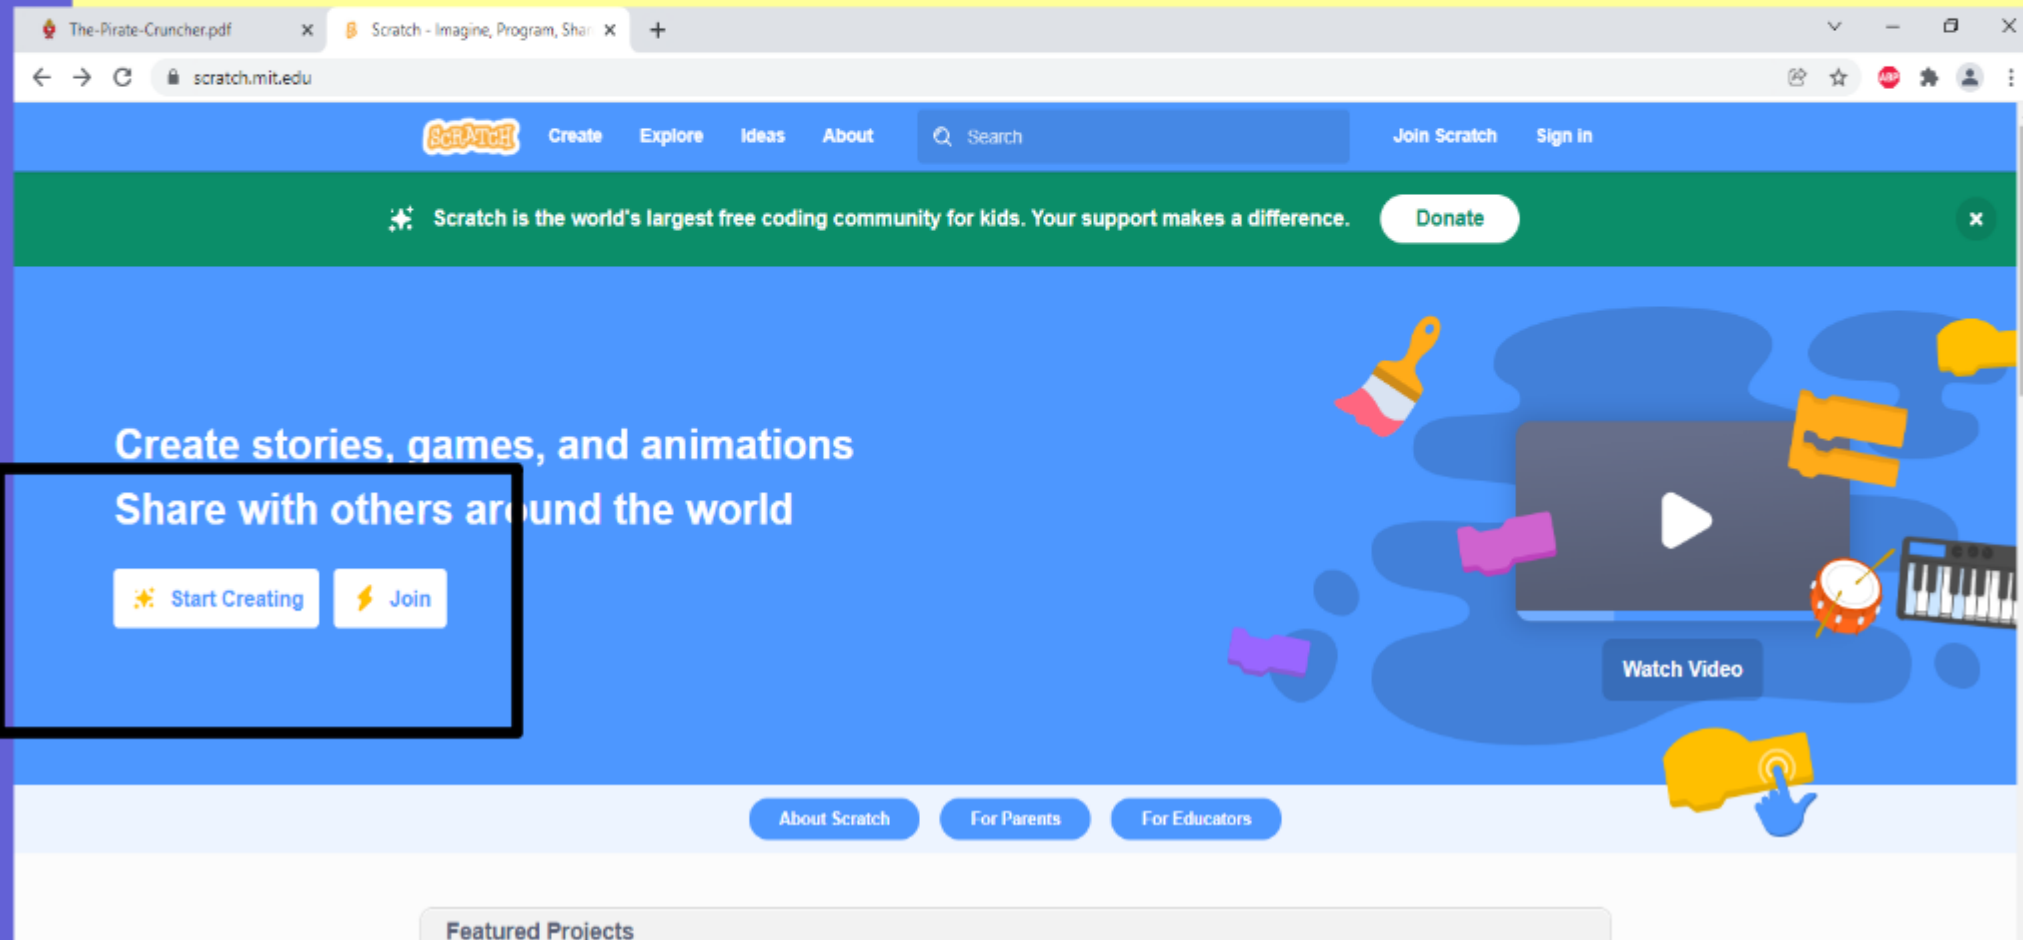 The-Pirate-Cruncher.pdf
Scratch - Imagine, Program, Shar
scratch.mit.edu
ABP
SCRATCH Create Explore Ideas About Search Join Scratch Sign in
Scratch is the world's largest free coding community for kids. Your support makes a difference. Donate
Create stories, games, and animations
Share with others around the world
Start Creating Join
Watch Video
About Scratch For Parents For Educators
Featured Projects